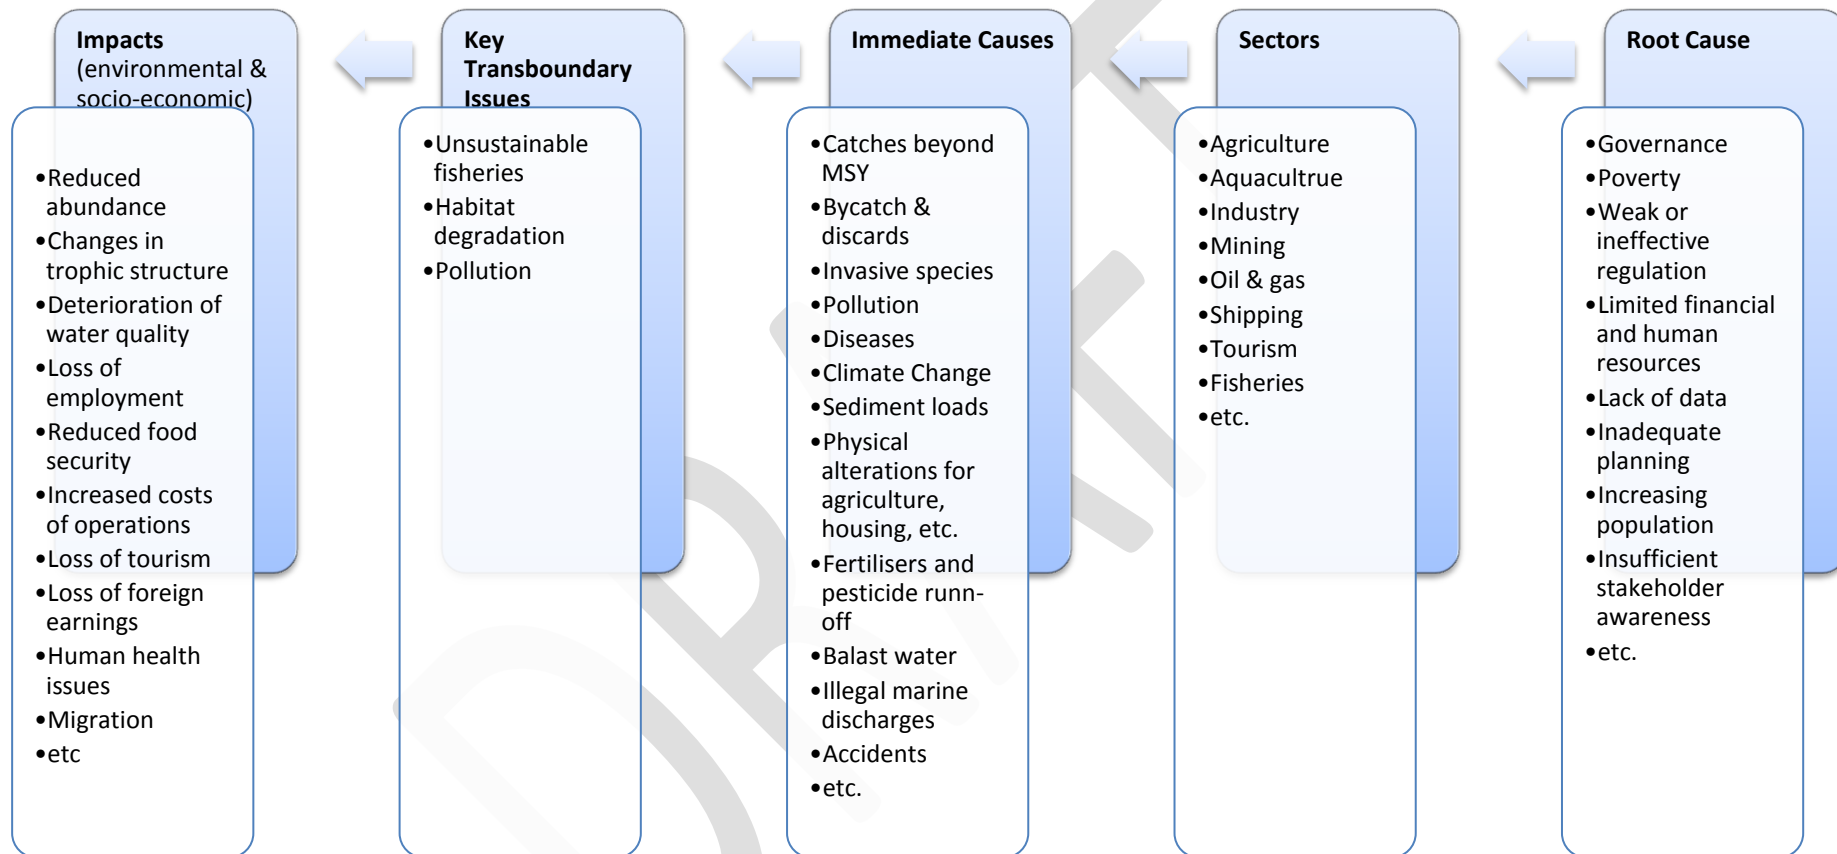 Impacts
(environmental &
socio-economic)
•Reduced
abundance
•Changes in
trophic structure
•Deterioration of
water quality
•Loss of
employment
•Reduced food
security
•Increased costs
of operations
•Loss of tourism
•Loss of foreign
earnings
•Human health
issues
•Migration
•etc
Key
Transboundary
Issues
•Unsustainable
fisheries
•Habitat
degradation
•Pollution
Immediate Causes
•Catches beyond
MSY
•Bycatch &
discards
•Invasive species
•Pollution
•Diseases
•Climate Change
•Sediment loads
•Physical
alterations for
agriculture,
housing, etc.
•Fertilisers and
pesticide runn-
off
•Balast water
•Illegal marine
discharges
•Accidents
•etc.
Sectors
•Agriculture
•Aquacultrue
•Industry
•Mining
•Oil & gas
•Shipping
•Tourism
•Fisheries
•etc.
Root Cause
•Governance
•Poverty
•Weak or
ineffective
regulation
•Limited financial
and human
resources
•Lack of data
•Inadequate
planning
•Increasing
population
•Insufficient
stakeholder
awareness
•etc.
DRAFT